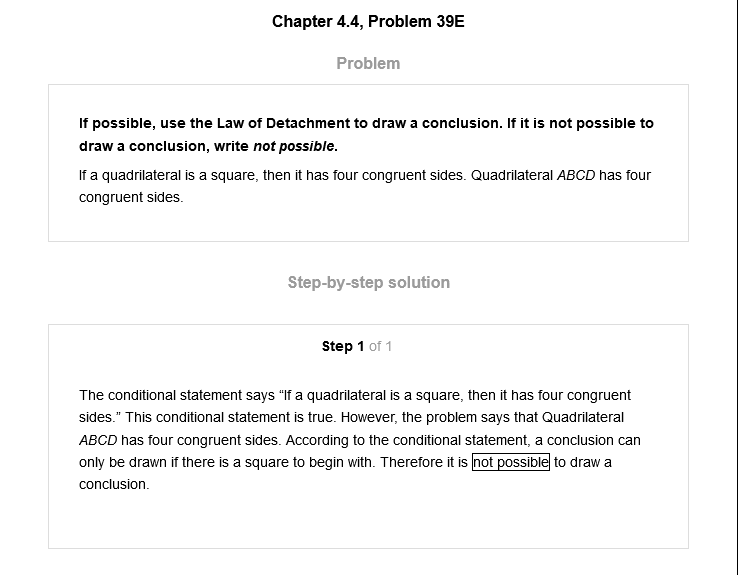 Chapter 4.4, Problem 39E
Problem
If possible, use the Law of Detachment to draw a conclusion. If it is not possible to
draw a conclusion, write not possible.
If a quadrilateral is a square, then it has four congruent sides. Quadrilateral ABCD has four
congruent sides.
Step-by-step solution
Step 1 of 1
The conditional statement says “If a quadrilateral is a square, then it has four congruent
sides.” This conditional statement is true. However, the problem says that Quadrilateral
ABCD has four congruent sides. According to the conditional statement, a conclusion can
only be drawn if there is a square to begin with. Therefore it is not possible to draw a
conclusion.